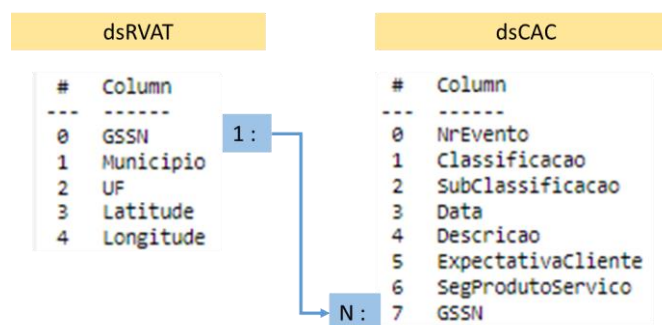 dsRVAT
# Column
--- ------
0 GSSN
1 Municipio
2 UF
3 Latitude
4 Longitude
1 :
dsCAC
# Column
--- ------
0 NrEvento
1 Classificacao
2 SubClassificacao
3 Data
4 Descricao
5 ExpectativaCliente
6 SegProdutoServico
7 GSSN
N :